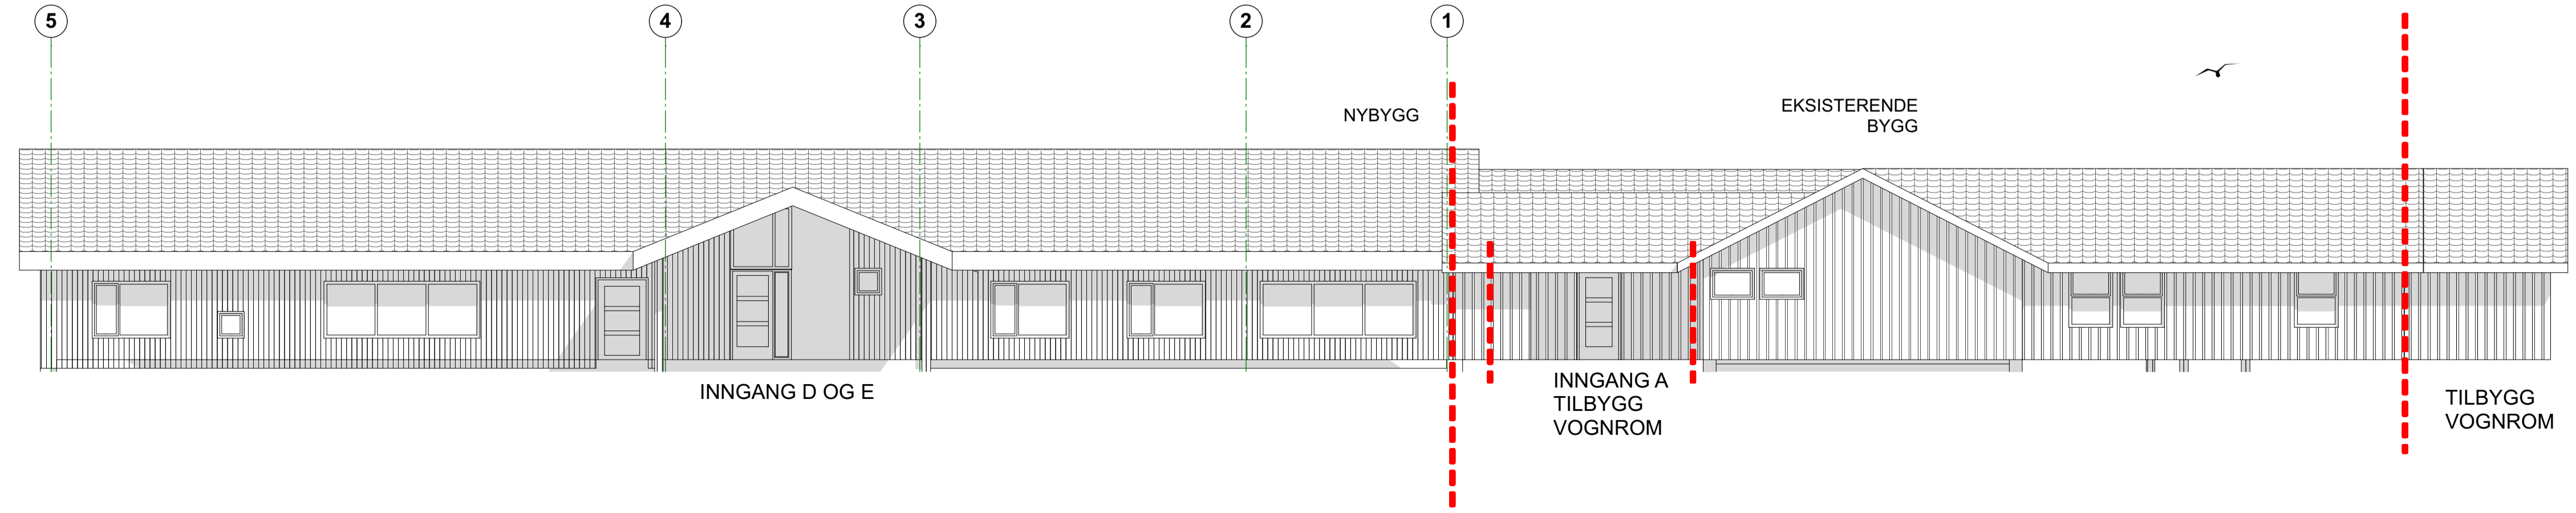 5
4
3
2
1
NYBYGG
EKSISTERENDE
BYGG
INNGANG D OG E
INNGANG A
TILBYGG
VOGNROM
TILBYGG
VOGNROM